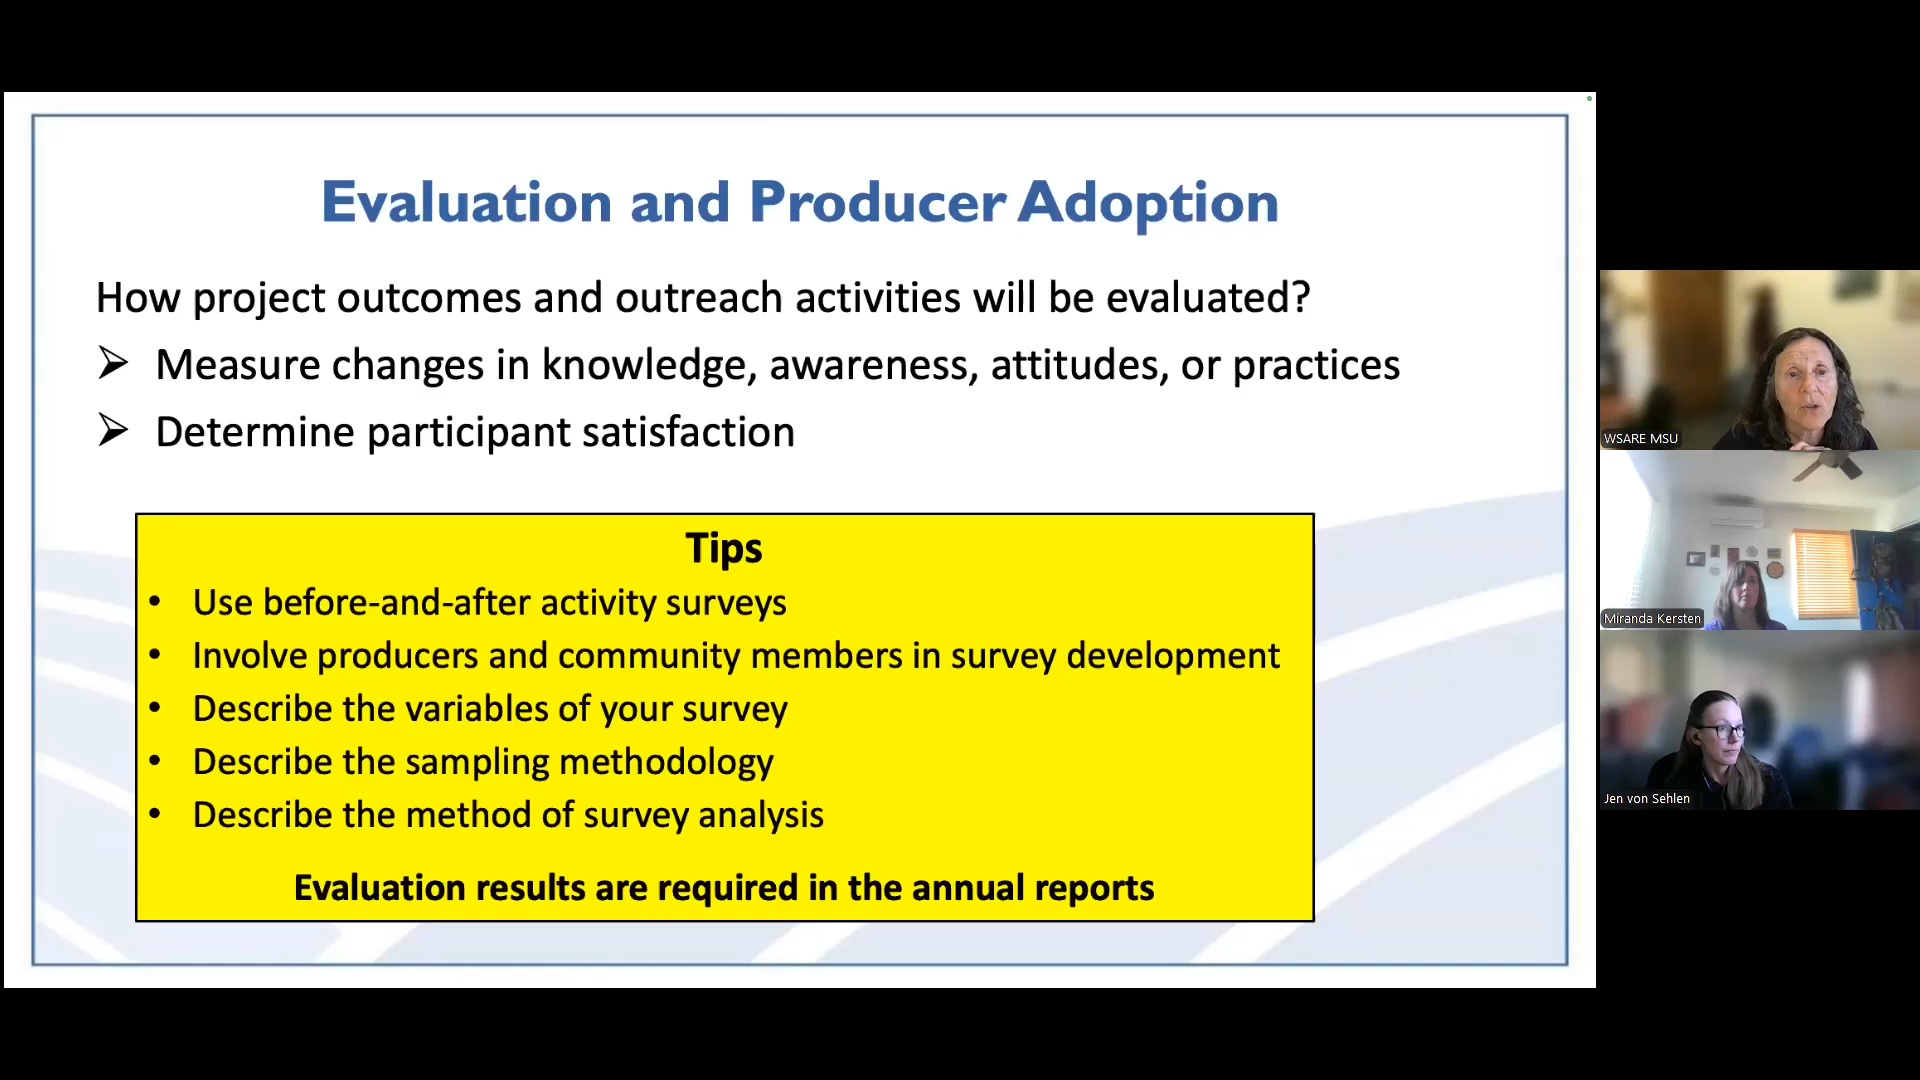 Evaluation and Producer Adoption
How project outcomes and outreach activities will be evaluated?
➢ Measure changes in knowledge, awareness, attitudes, or practices
➢ Determine participant satisfaction
Tips
• Use before-and-after activity surveys
• Involve producers and community members in survey development
• Describe the variables of your survey
• Describe the sampling methodology
• Describe the method of survey analysis
Evaluation results are required in the annual reports
WSARE MSU
Miranda Kersten
Jen von Sehlen